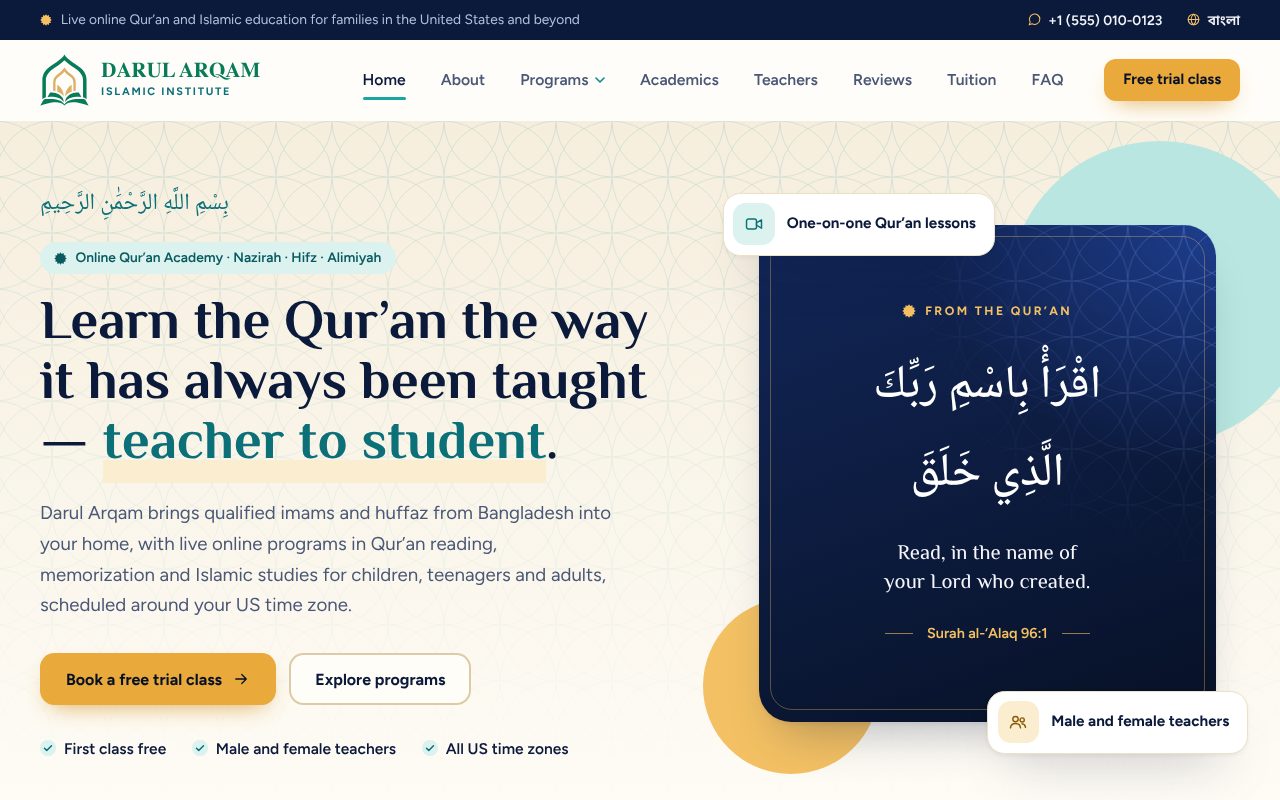 Live online Qur’an and Islamic education for families in the United States and beyond
+1 (555) 010-0123
বাংলা
DARUL ARQAM
ISLAMIC INSTITUTE
Home
About
Programs
Academics
Teachers
Reviews
Tuition
FAQ
Free trial class
بِسْمِ اللَّهِ الرَّحْمَٰنِ الرَّحِيمِ
Online Qur’an Academy · Nazirah · Hifz · Alimiyah
Learn the Qur’an the way
it has always been taught
— teacher to student.
Darul Arqam brings qualified imams and huffaz from Bangladesh into
your home, with live online programs in Qur’an reading,
memorization and Islamic studies for children, teenagers and adults,
scheduled around your US time zone.
Book a free trial class
Explore programs
First class free
Male and female teachers
All US time zones
One-on-one Qur’an lessons
FROM THE QUR’AN
اقْرَأْ بِاسْمِ رَبِّكَ
الَّذِي خَلَقَ
Read, in the name of
your Lord who created.
Surah al-‘Alaq 96:1
Male and female teachers